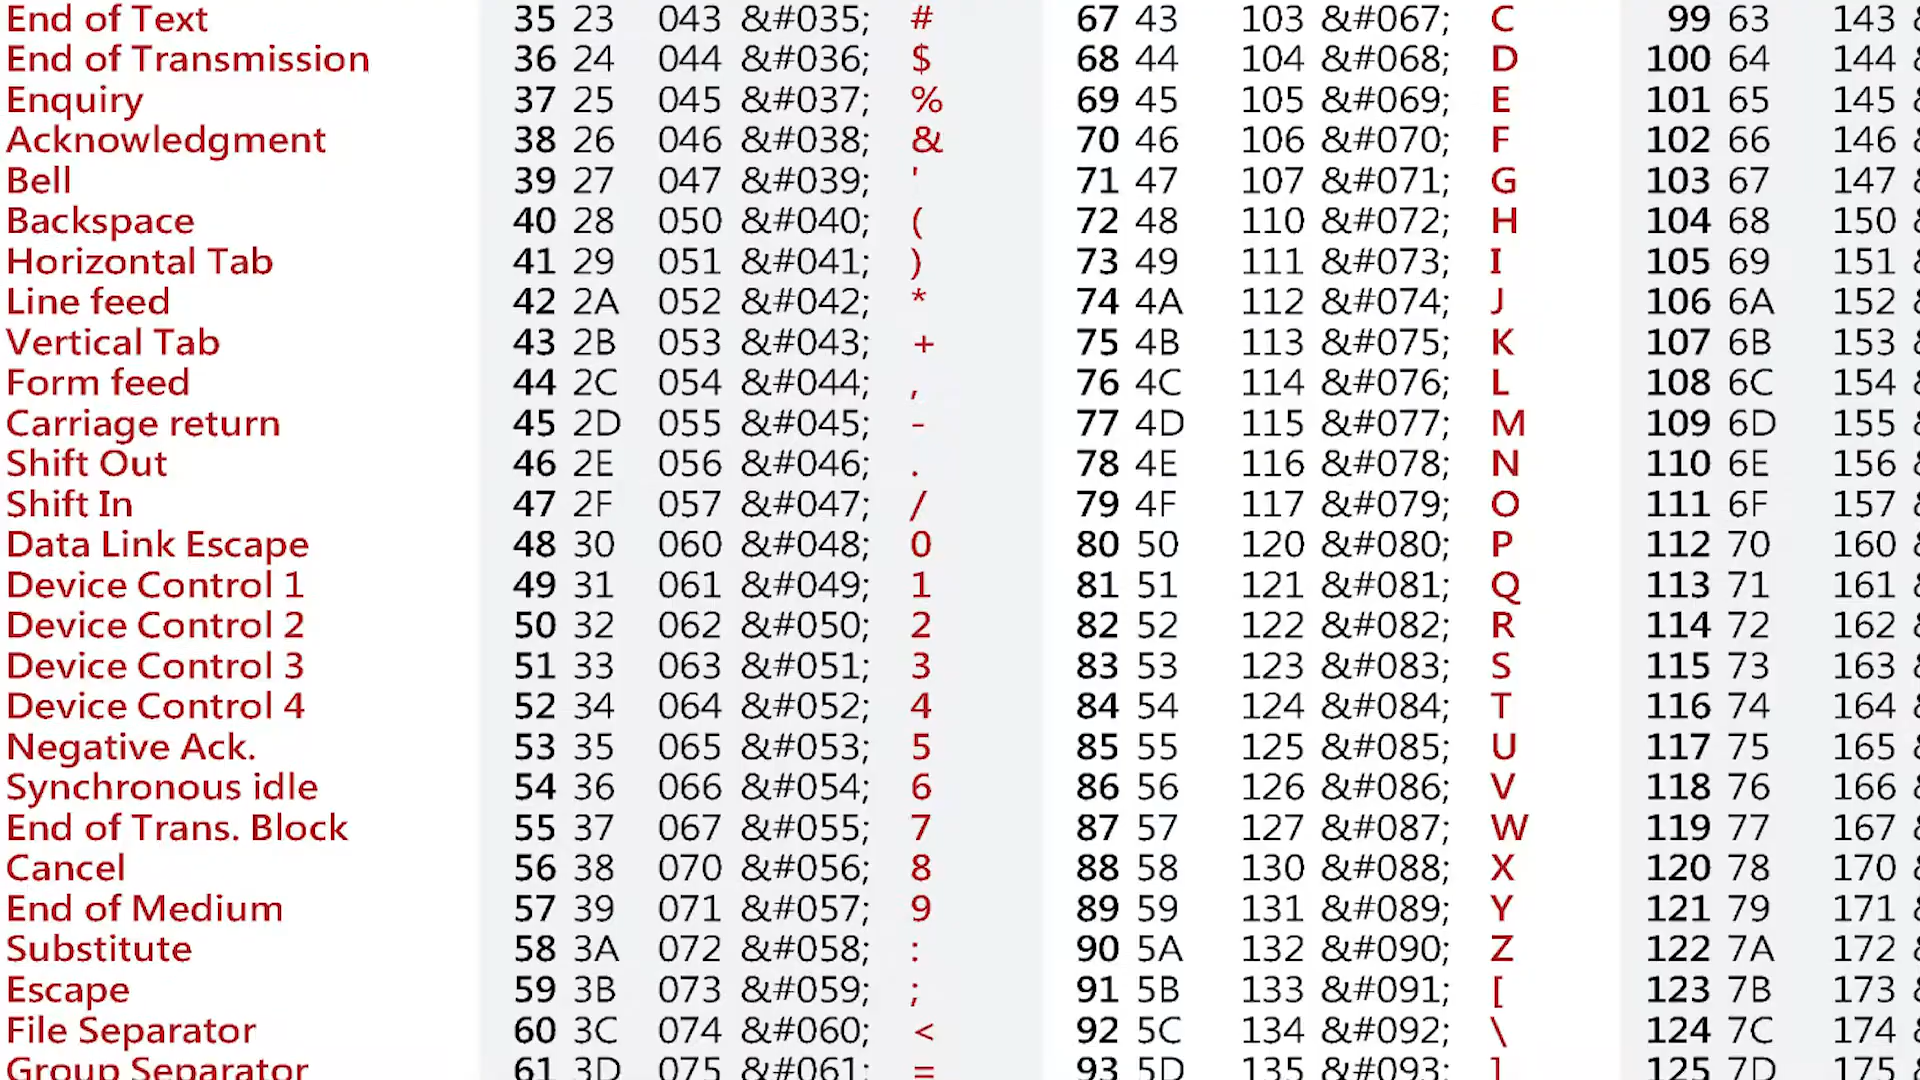 End of Text 35 23 043 &#035; # 67 43 103 &#067; C 99 63 143
End of Transmission 36 24 044 &#036; $ 68 44 104 &#068; D 100 64 144
Enquiry 37 25 045 &#037; % 69 45 105 &#069; E 101 65 145
Acknowledgment 38 26 046 &#038; & 70 46 106 &#070; F 102 66 146
Bell 39 27 047 &#039; ' 71 47 107 &#071; G 103 67 147
Backspace 40 28 050 &#040; ( 72 48 110 &#072; H 104 68 150
Horizontal Tab 41 29 051 &#041; ) 73 49 111 &#073; I 105 69 151
Line feed 42 2A 052 &#042; * 74 4A 112 &#074; J 106 6A 152
Vertical Tab 43 2B 053 &#043; + 75 4B 113 &#075; K 107 6B 153
Form feed 44 2C 054 &#044; , 76 4C 114 &#076; L 108 6C 154
Carriage return 45 2D 055 &#045; - 77 4D 115 &#077; M 109 6D 155
Shift Out 46 2E 056 &#046; . 78 4E 116 &#078; N 110 6E 156
Shift In 47 2F 057 &#047; / 79 4F 117 &#079; O 111 6F 157
Data Link Escape 48 30 060 &#048; 0 80 50 120 &#080; P 112 70 160
Device Control 1 49 31 061 &#049; 1 81 51 121 &#081; Q 113 71 161
Device Control 2 50 32 062 &#050; 2 82 52 122 &#082; R 114 72 162
Device Control 3 51 33 063 &#051; 3 83 53 123 &#083; S 115 73 163
Device Control 4 52 34 064 &#052; 4 84 54 124 &#084; T 116 74 164
Negative Ack. 53 35 065 &#053; 5 85 55 125 &#085; U 117 75 165
Synchronous idle 54 36 066 &#054; 6 86 56 126 &#086; V 118 76 166
End of Trans. Block 55 37 067 &#055; 7 87 57 127 &#087; W 119 77 167
Cancel 56 38 070 &#056; 8 88 58 130 &#088; X 120 78 170
End of Medium 57 39 071 &#057; 9 89 59 131 &#089; Y 121 79 171
Substitute 58 3A 072 &#058; : 90 5A 132 &#090; Z 122 7A 172
Escape 59 3B 073 &#059; ; 91 5B 133 &#091; [ 123 7B 173
File Separator 60 3C 074 &#060; < 92 5C 134 &#092; \ 124 7C 174
Group Separator 61 3D 075 &#061; = 93 5D 135 &#093; ] 125 7D 175